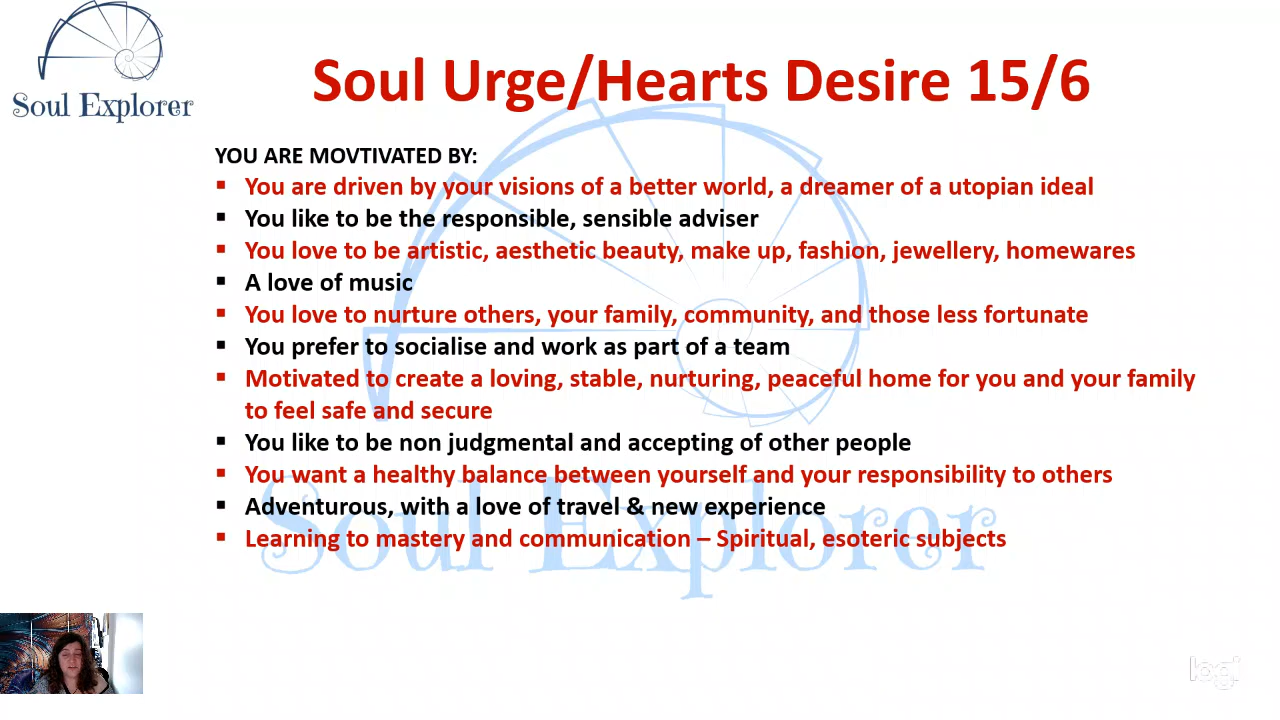 Soul Explorer
Soul Urge/Hearts Desire 15/6
YOU ARE MOVTIVATED BY:
▪ You are driven by your visions of a better world, a dreamer of a utopian ideal
▪ You like to be the responsible, sensible adviser
▪ You love to be artistic, aesthetic beauty, make up, fashion, jewellery, homewares
▪ A love of music
▪ You love to nurture others, your family, community, and those less fortunate
▪ You prefer to socialise and work as part of a team
▪ Motivated to create a loving, stable, nurturing, peaceful home for you and your family
to feel safe and secure
▪ You like to be non judgmental and accepting of other people
▪ You want a healthy balance between yourself and your responsibility to others
▪ Adventurous, with a love of travel & new experience
▪ Learning to mastery and communication – Spiritual, esoteric subjects
Soul Explorer
logi